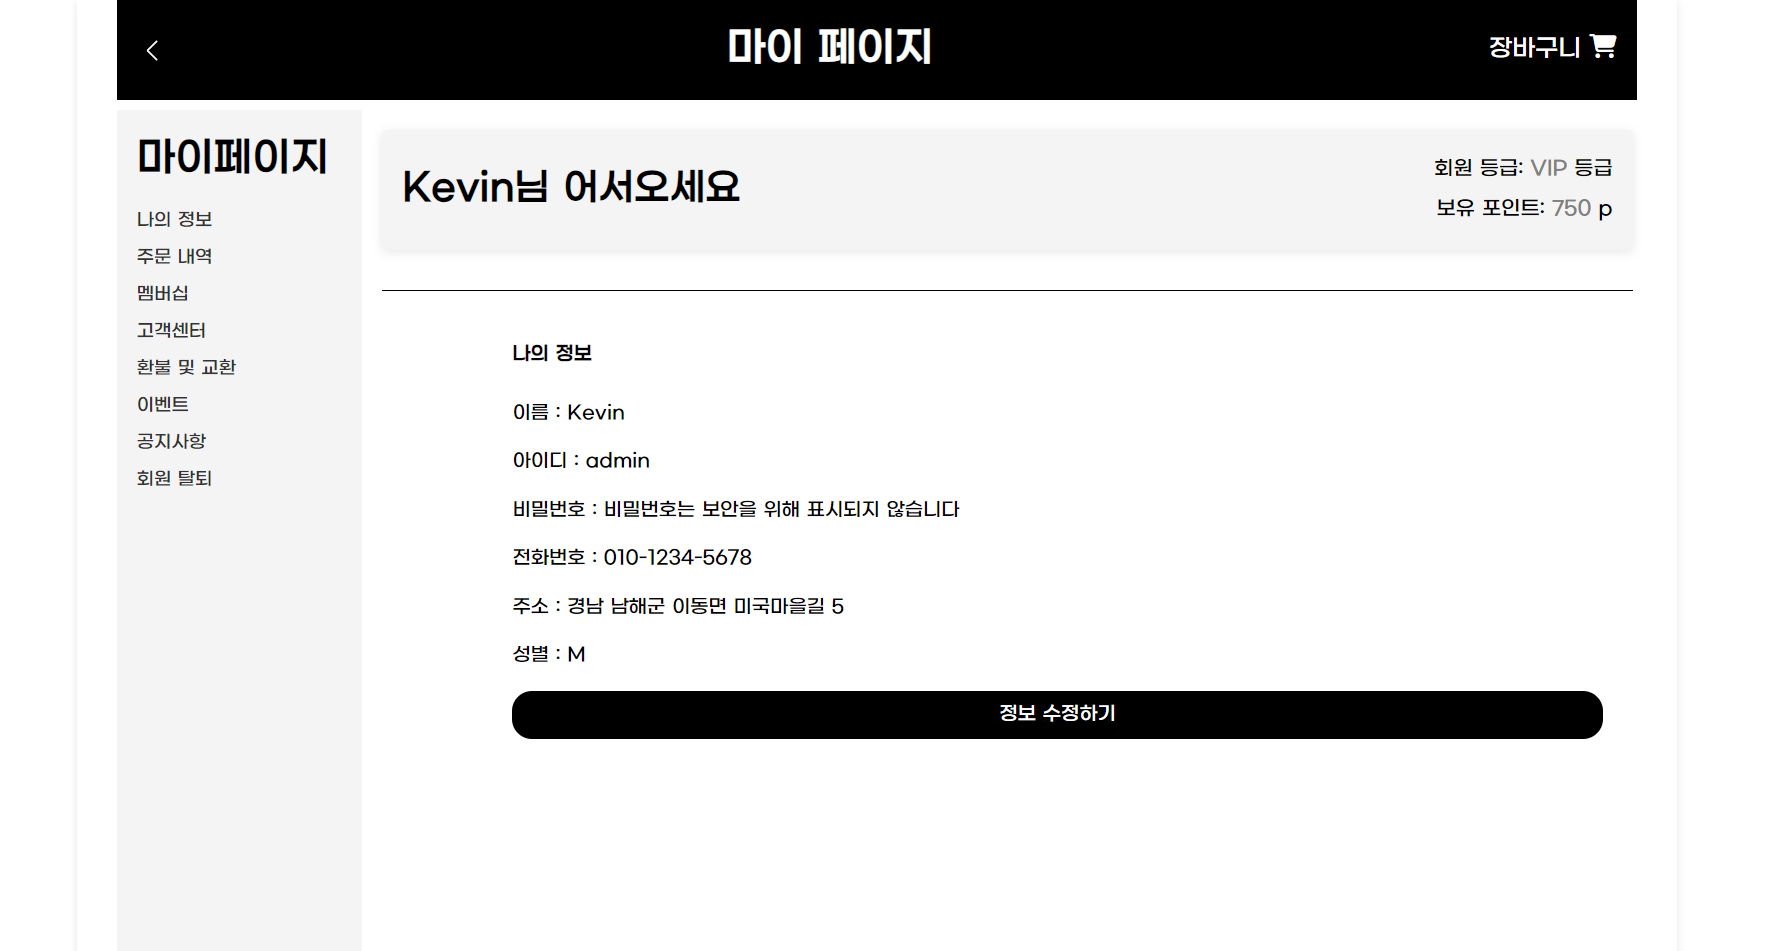 마이 페이지
장바구니
마이페이지
나의 정보
주문 내역
멤버십
고객센터
환불 및 교환
이벤트
공지사항
회원 탈퇴
Kevin님 어서오세요
회원 등급: VIP 등급
보유 포인트: 750 p
나의 정보
이름 : Kevin
아이디 : admin
비밀번호 : 비밀번호는 보안을 위해 표시되지 않습니다
전화번호 : 010-1234-5678
주소 : 경남 남해군 이동면 미국마을길 5
성별 : M
정보 수정하기